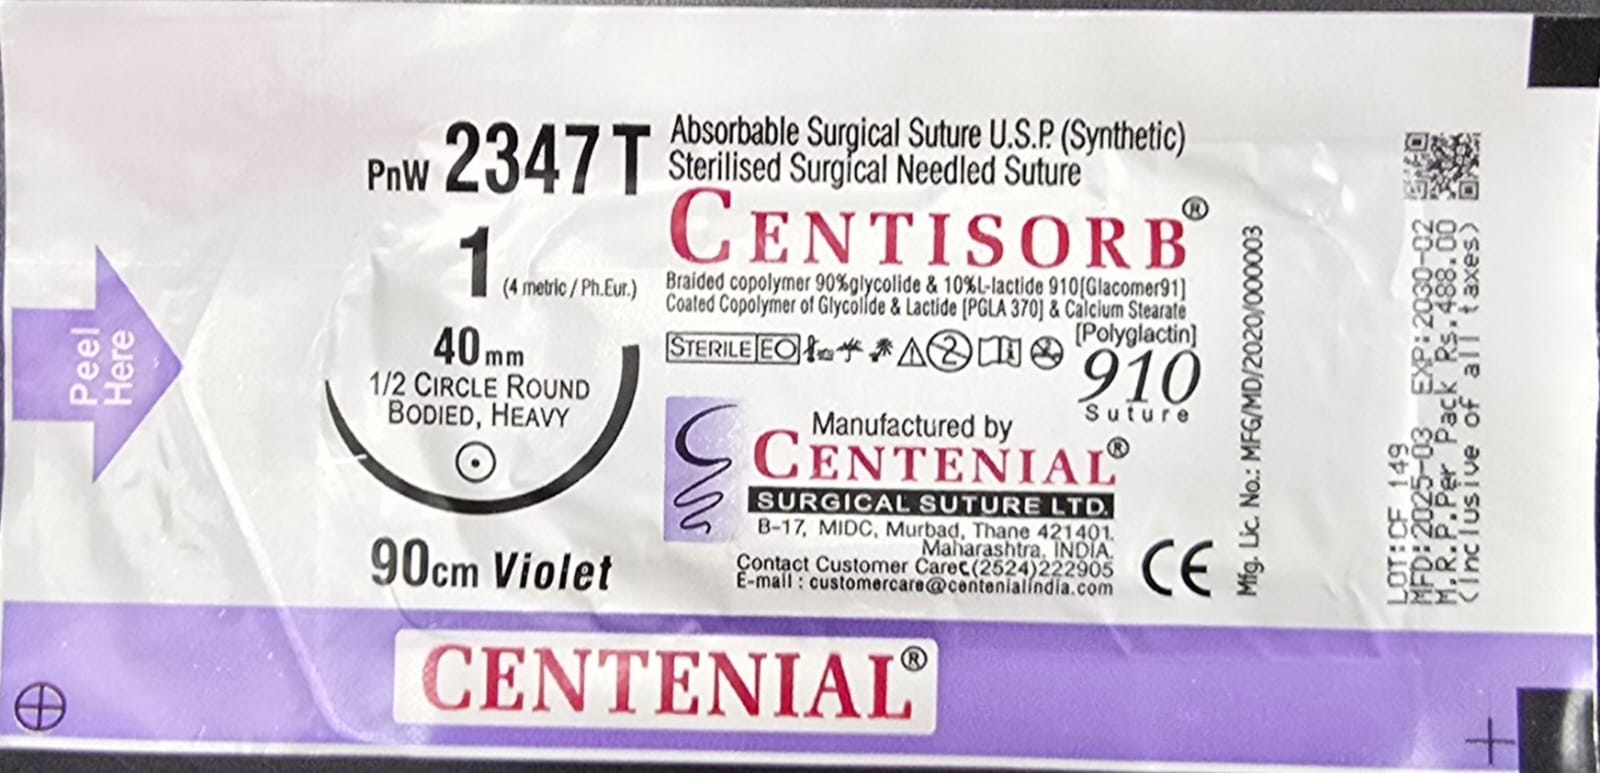 Peel
Here
PnW 2347 T
1 (4 metric / Ph.Eur.)
40 mm
1/2 CIRCLE ROUND
BODIED, HEAVY
90cm Violet
Absorbable Surgical Suture U.S.P. (Synthetic)
Sterilised Surgical Needled Suture
CENTISORB®
Braided copolymer 90%glycolide & 10%L-lactide 910[Glacomer91]
Coated Copolymer of Glycolide & Lactide [PGLA 370] & Calcium Stearate
STERILE EO 2
[Polyglactin]
910
Suture
Manufactured by
CENTENIAL®
SURGICAL SUTURE LTD.
B-17, MIDC, Murbad, Thane 421401.
Maharashtra, INDIA.
Contact Customer Care:(2524)222905
E-mail : customercare@centenialindia.com
CE
Mfg. Lic. No.: MFG/MD/2020/000003
LOT:CF 149
MFD:2025-03 EXP:2030-02
M.R.P.Per Pack Rs.488.00
(Inclusive of all taxes)
CENTENIAL®